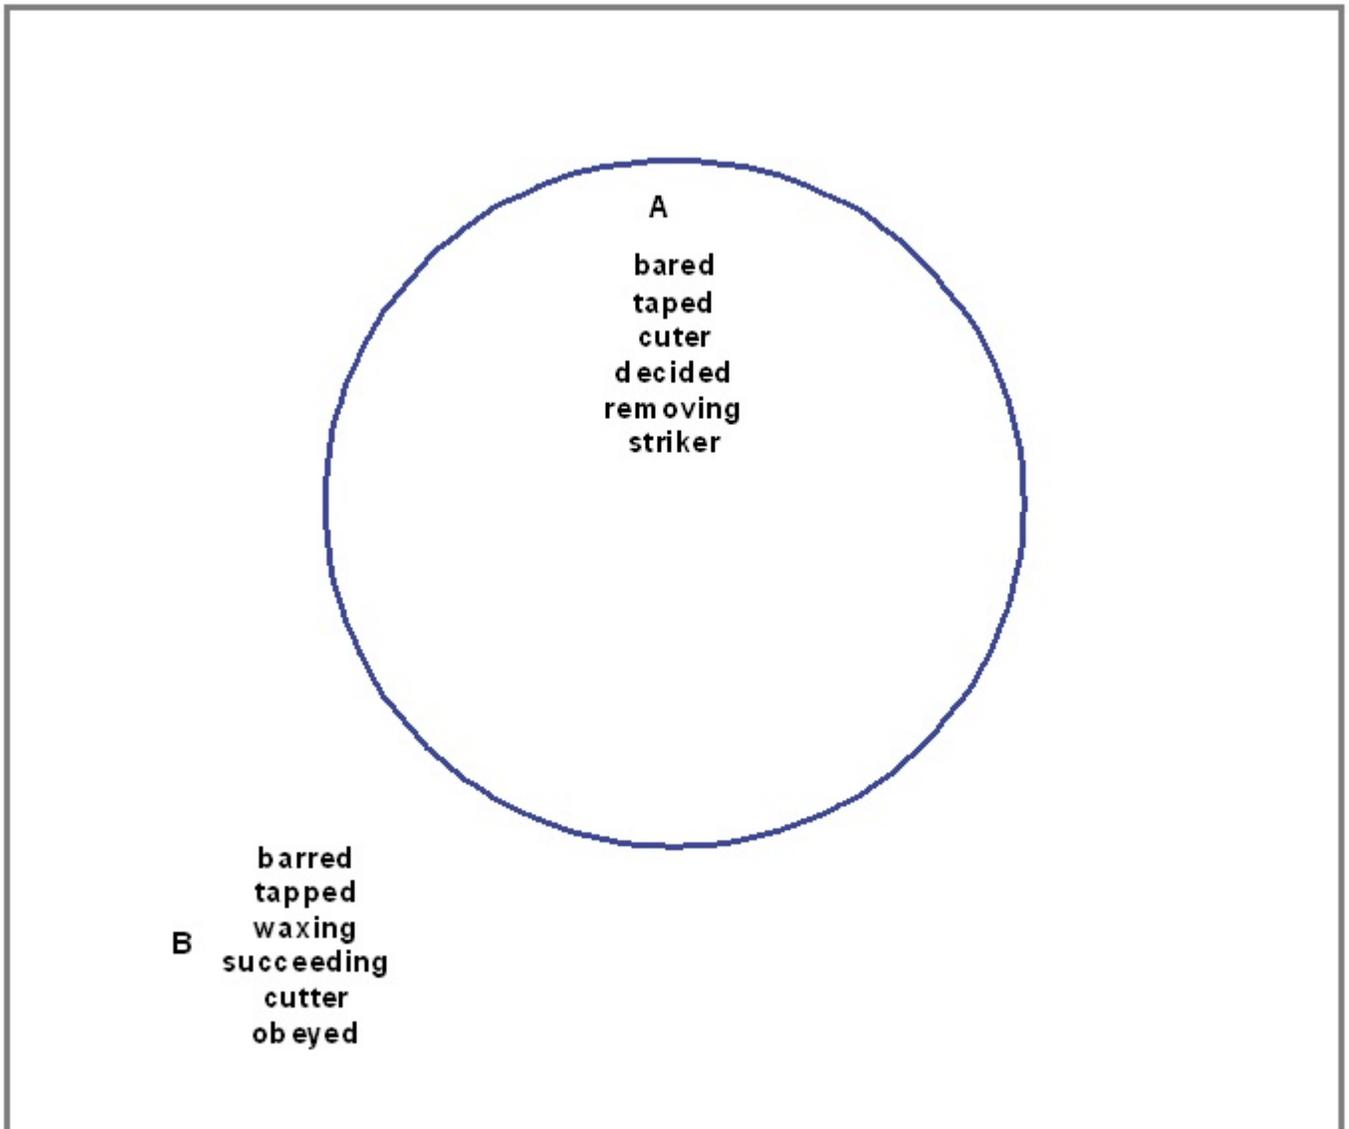 A
bared
taped
cuter
decided
removing
striker
barred
tapped
waxing
B
succeeding
cutter
obeyed